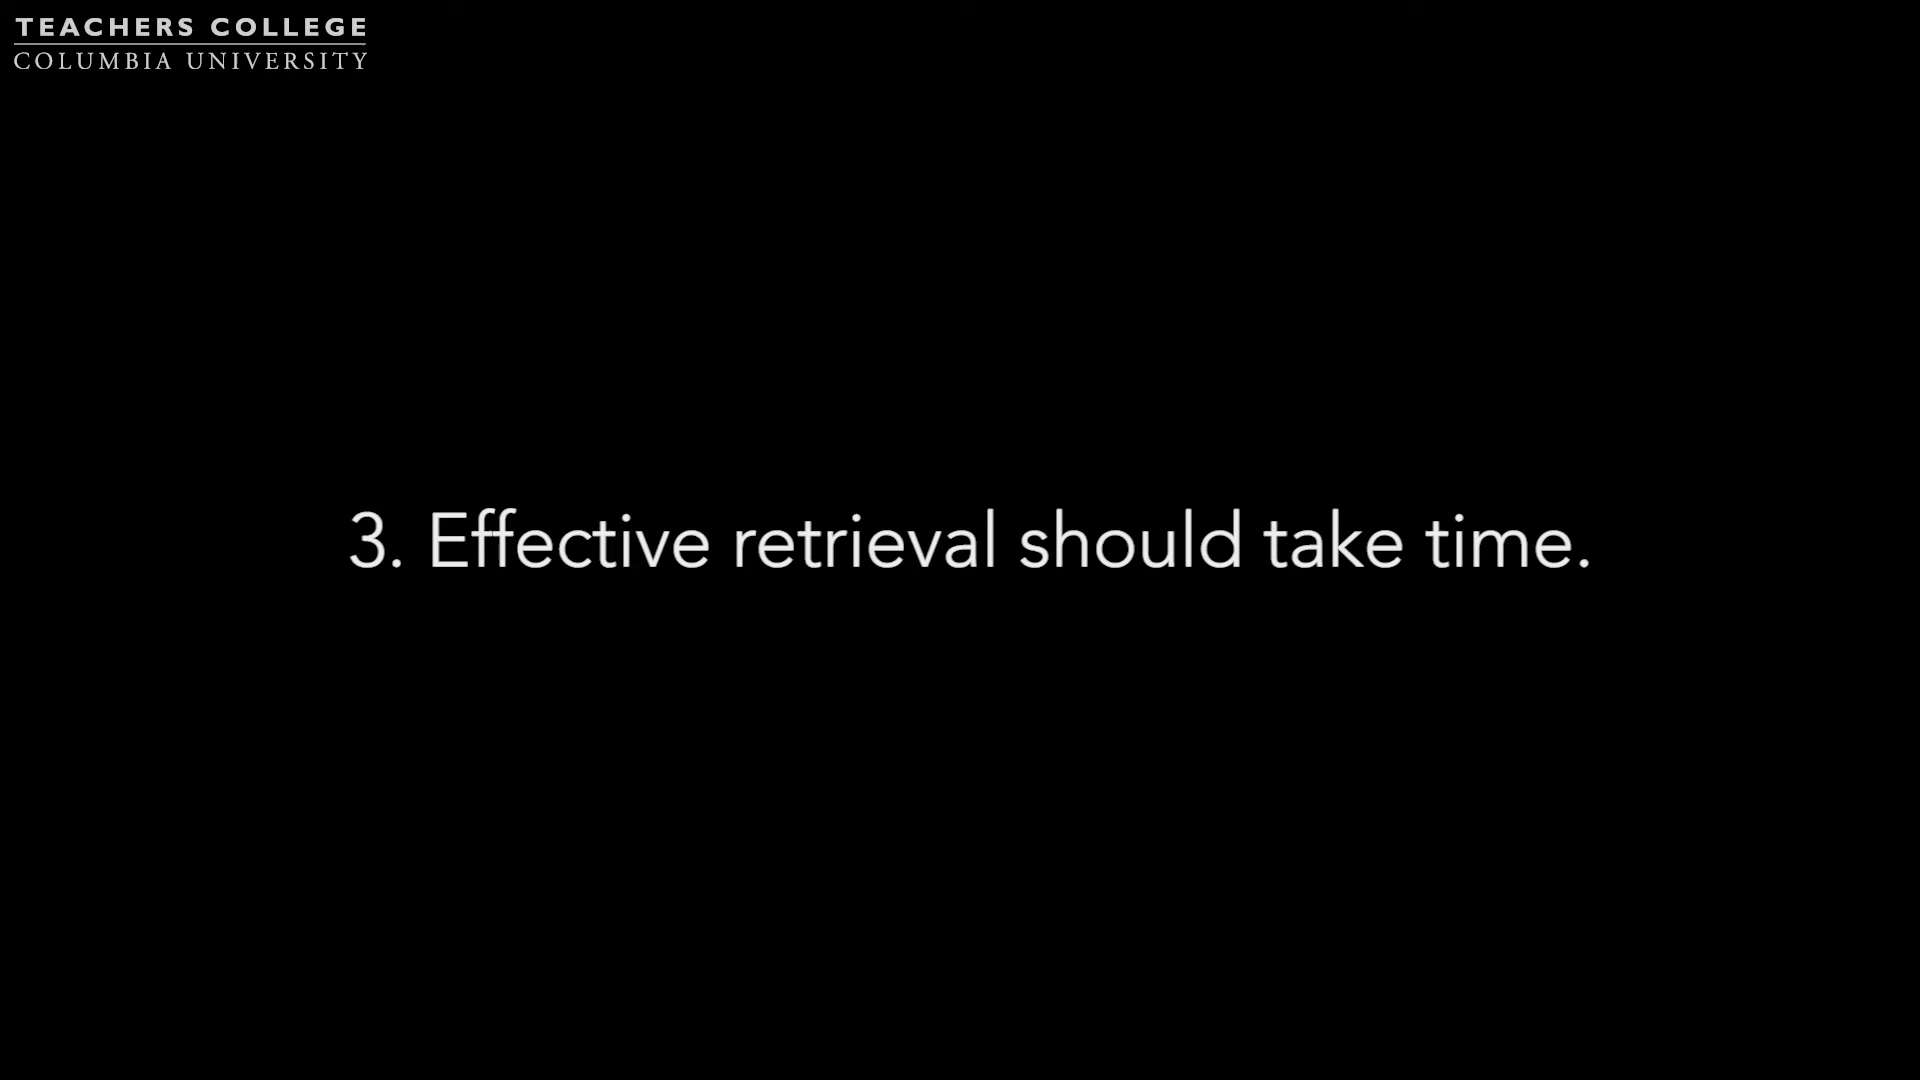 TEACHERS COLLEGE
COLUMBIA UNIVERSITY
3. Effective retrieval should take time.